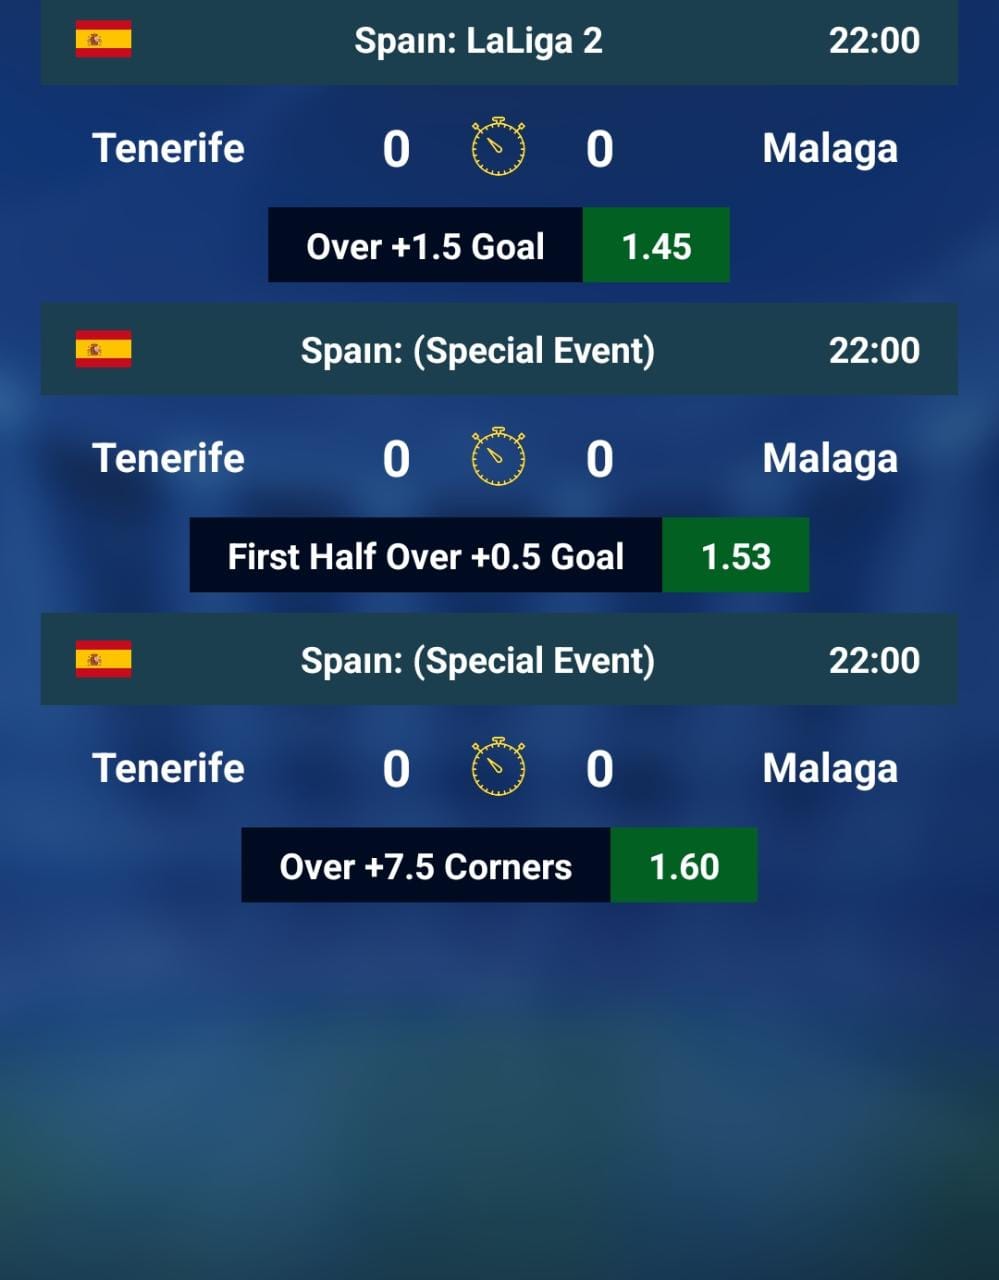 Spaın: LaLiga 2 22:00
Tenerife 0 0 Malaga
Over +1.5 Goal 1.45
Spaın: (Special Event) 22:00
Tenerife 0 0 Malaga
First Half Over +0.5 Goal 1.53
Spaın: (Special Event) 22:00
Tenerife 0 0 Malaga
Over +7.5 Corners 1.60